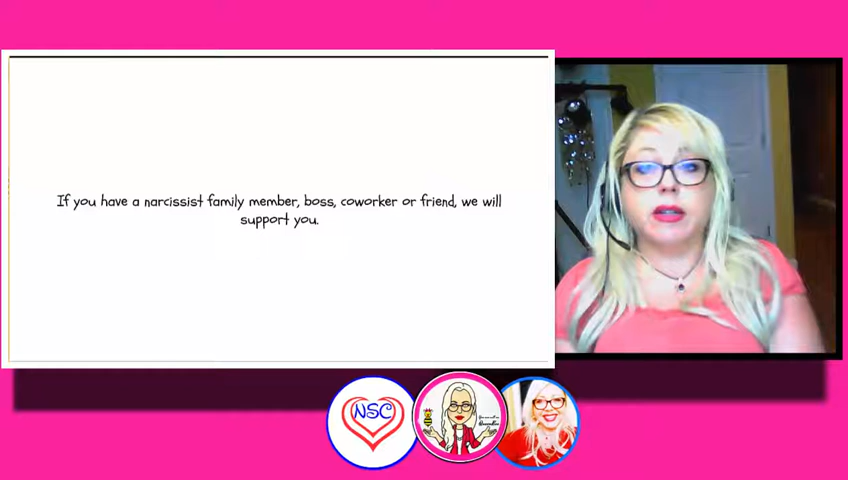 If you have a narcissist family member, boss, coworker or friend, we will
support you.
NSC